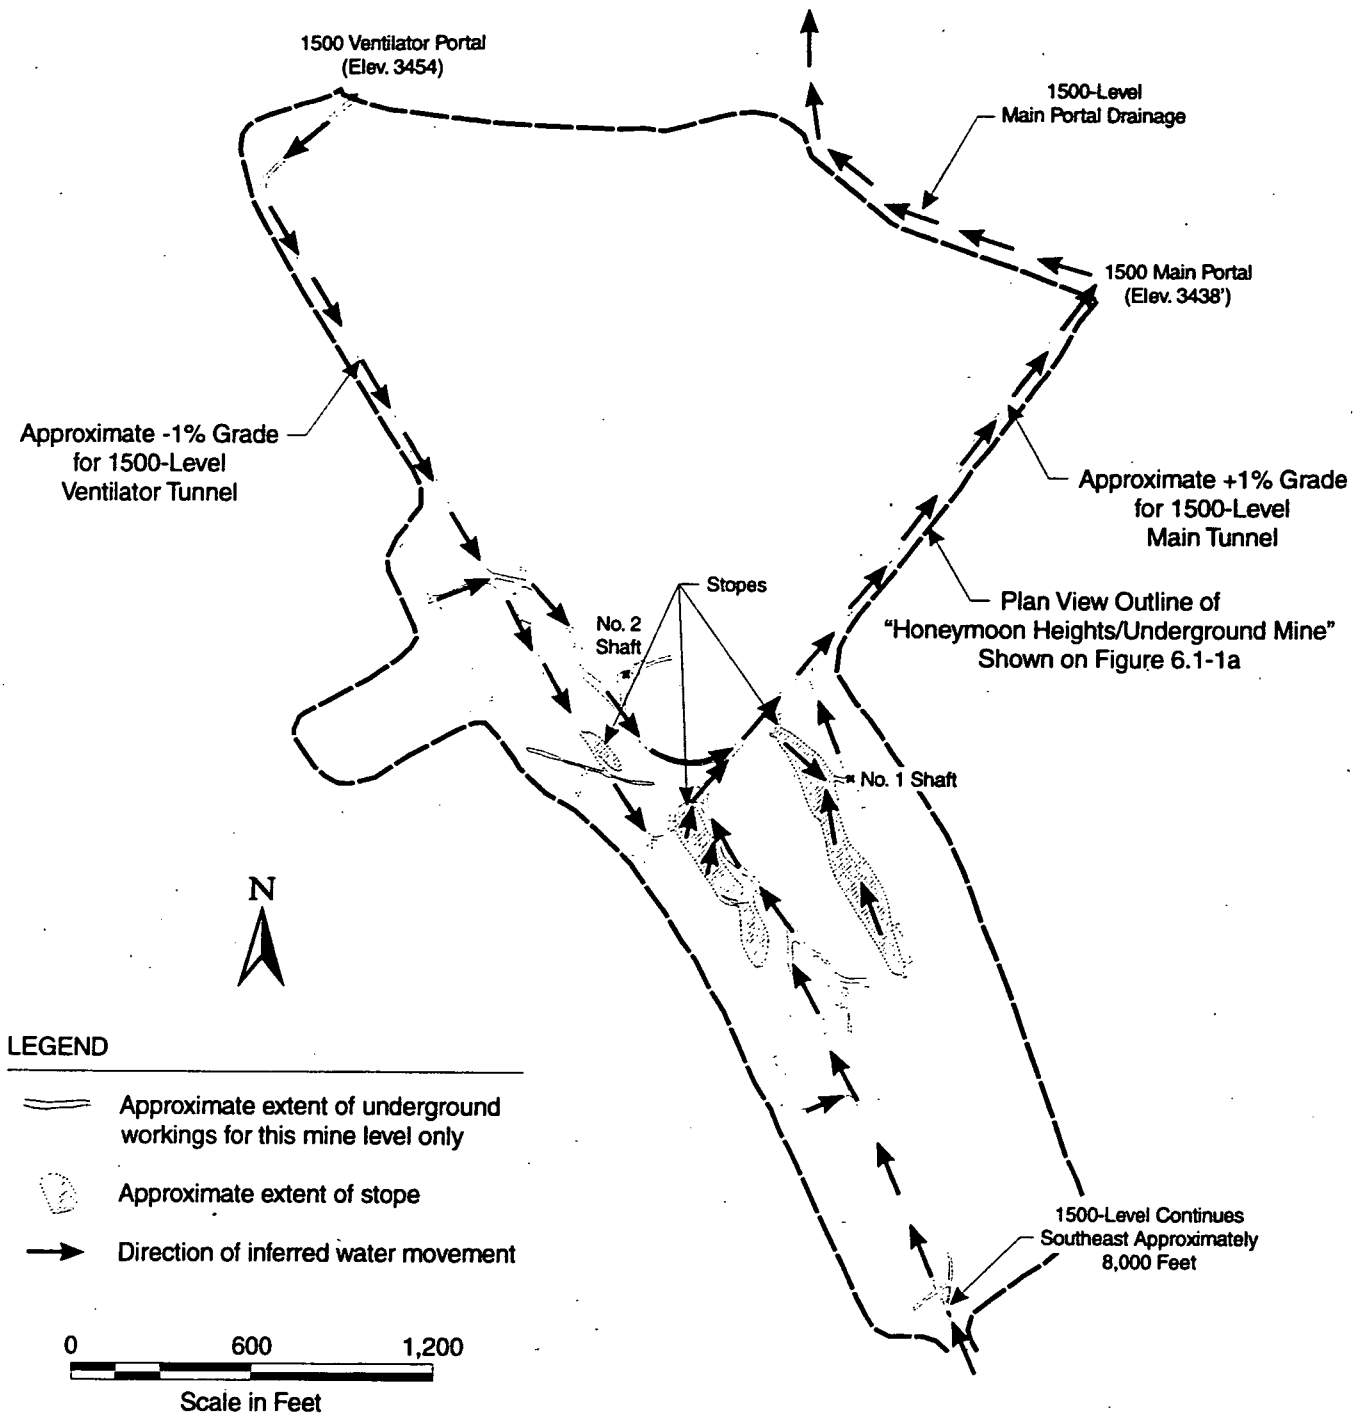 1500 Ventilator Portal
(Elev. 3454)
1500-Level
Main Portal Drainage
1500 Main Portal
(Elev. 3438')
Approximate -1% Grade
for 1500-Level
Ventilator Tunnel
Approximate +1% Grade
for 1500-Level
Main Tunnel
Stopes
No. 2
Shaft
Plan View Outline of
“Honeymoon Heights/Underground Mine”
Shown on Figure 6.1-1a
No. 1 Shaft
N
LEGEND
Approximate extent of underground
workings for this mine level only
Approximate extent of stope
Direction of inferred water movement
1500-Level Continues
Southeast Approximately
8,000 Feet
0 600 1,200
Scale in Feet